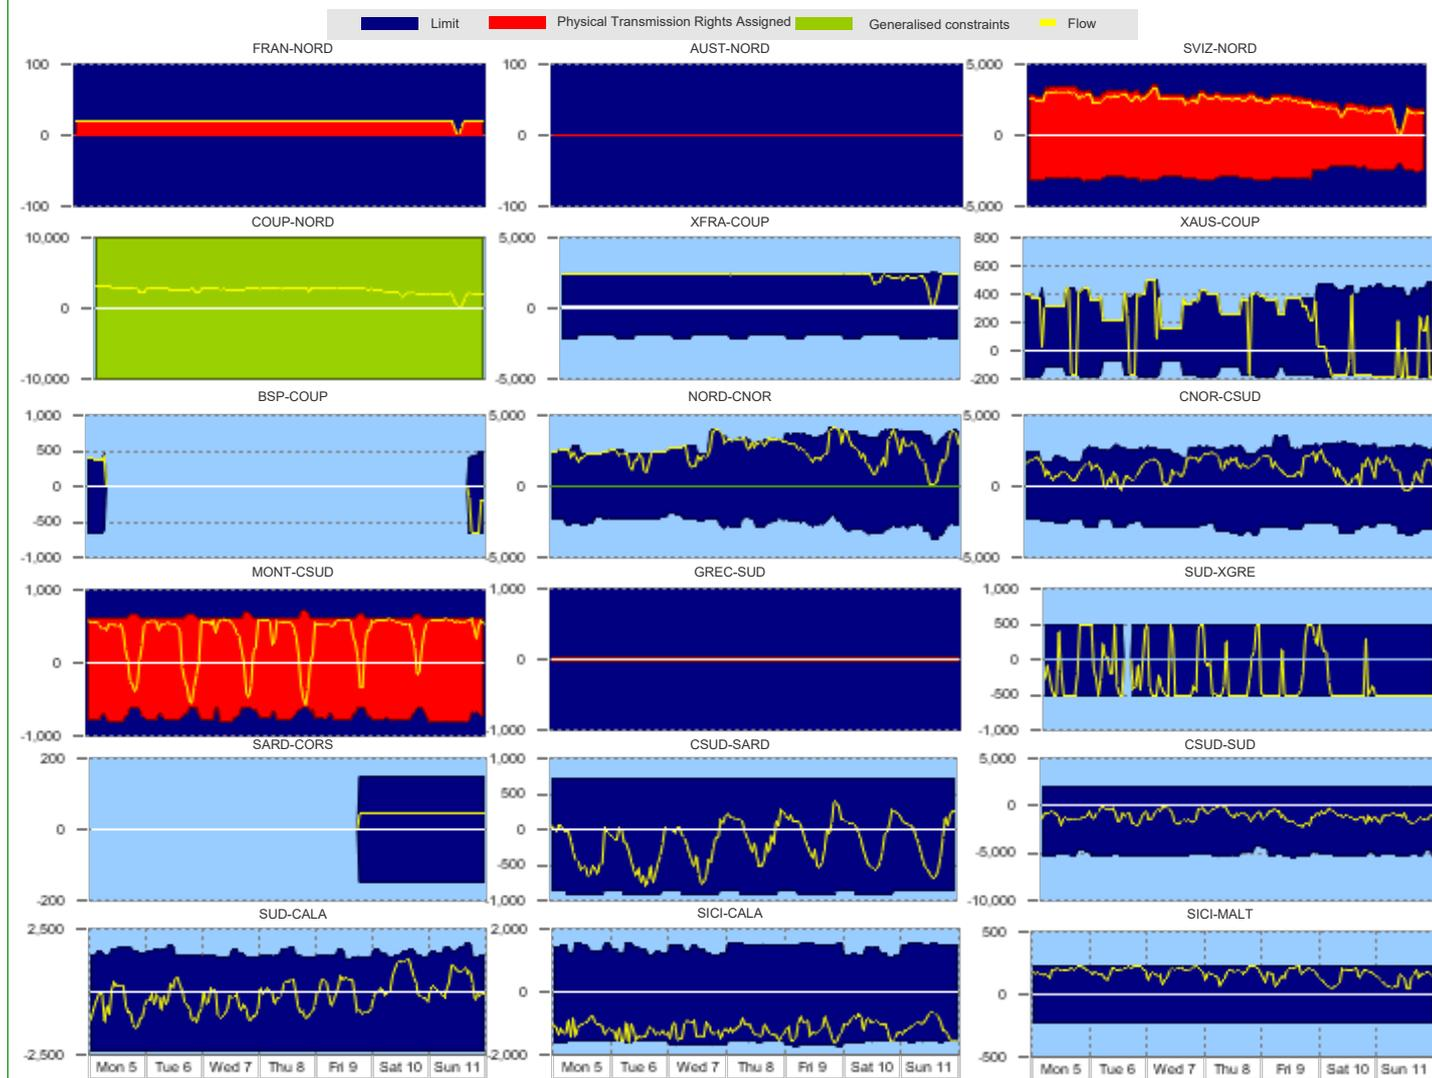 Limit Physical Transmission Rights Assigned Generalised constraints Flow
FRAN-NORD AUST-NORD SVIZ-NORD
100 100 5,000
0 0 0
-100 -100 -5,000
COUP-NORD XFRA-COUP XAUS-COUP
10,000 5,000 800
600
400
0 0 200
0
-10,000 -5,000 -200
BSP-COUP NORD-CNOR CNOR-CSUD
1,000 5,000 5,000
500
0 0 0
-500
-1,000 -5,000 -5,000
MONT-CSUD GREC-SUD SUD-XGRE
1,000 1,000 1,000
500
0 0 0
-500
-1,000 -1,000 -1,000
SARD-CORS CSUD-SARD CSUD-SUD
200 1,000 5,000
500 0
0 0
-500 -5,000
-200 -1,000 -10,000
SUD-CALA SICI-CALA SICI-MALT
2,500 2,000 500
0 0 0
-2,500 -2,000 -500
Mon 5 Tue 6 Wed 7 Thu 8 Fri 9 Sat 10 Sun 11 Mon 5 Tue 6 Wed 7 Thu 8 Fri 9 Sat 10 Sun 11 Mon 5 Tue 6 Wed 7 Thu 8 Fri 9 Sat 10 Sun 11